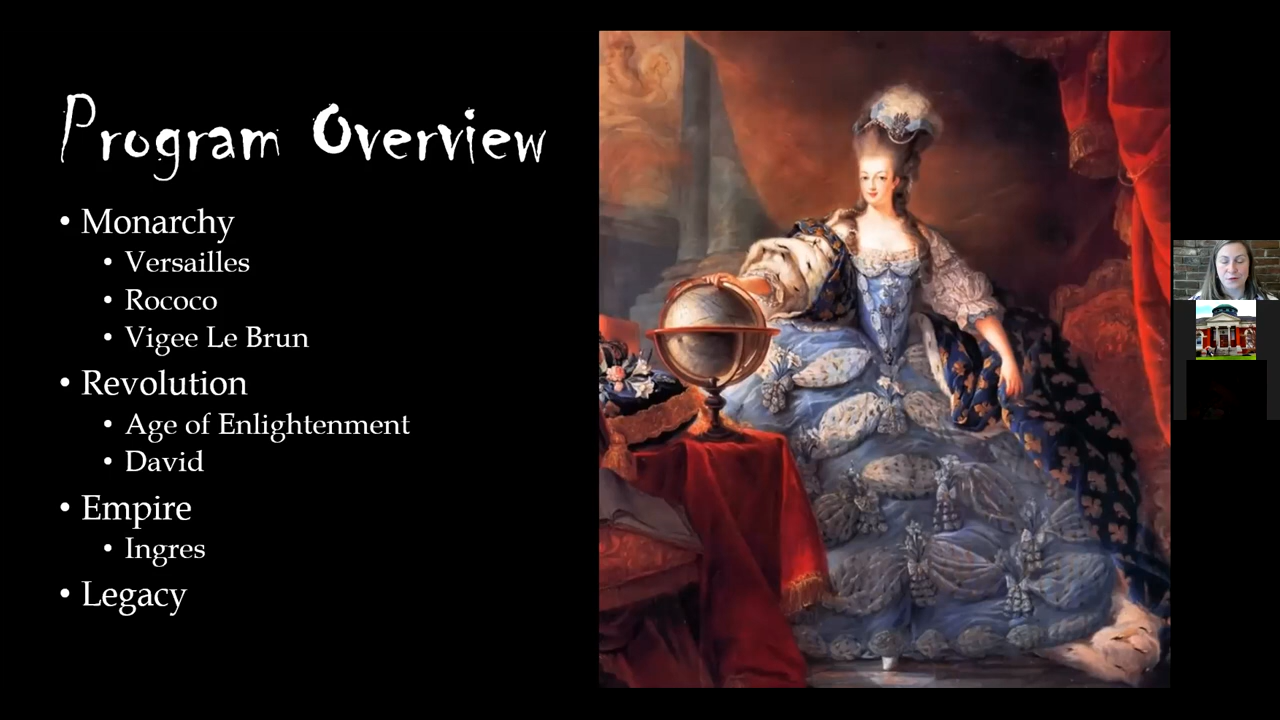 Program Overview
• Monarchy
• Versailles
• Rococo
• Vigee Le Brun
• Revolution
• Age of Enlightenment
• David
• Empire
• Ingres
• Legacy